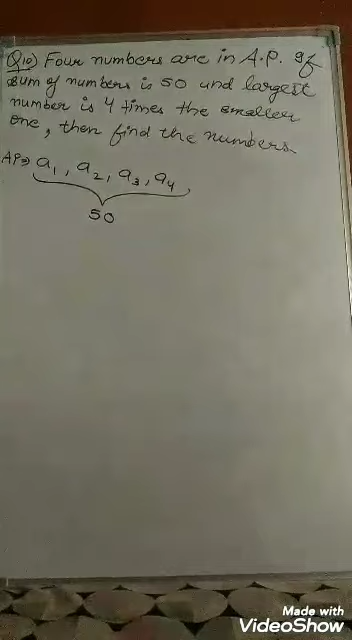 Q10) Four numbers are in A.P. If
sum of numbers is 50 and largest
number is 4 times the smaller
one, then find the numbers
AP⇒ a1, a2, a3, a4,
50
Made with
VideoShow